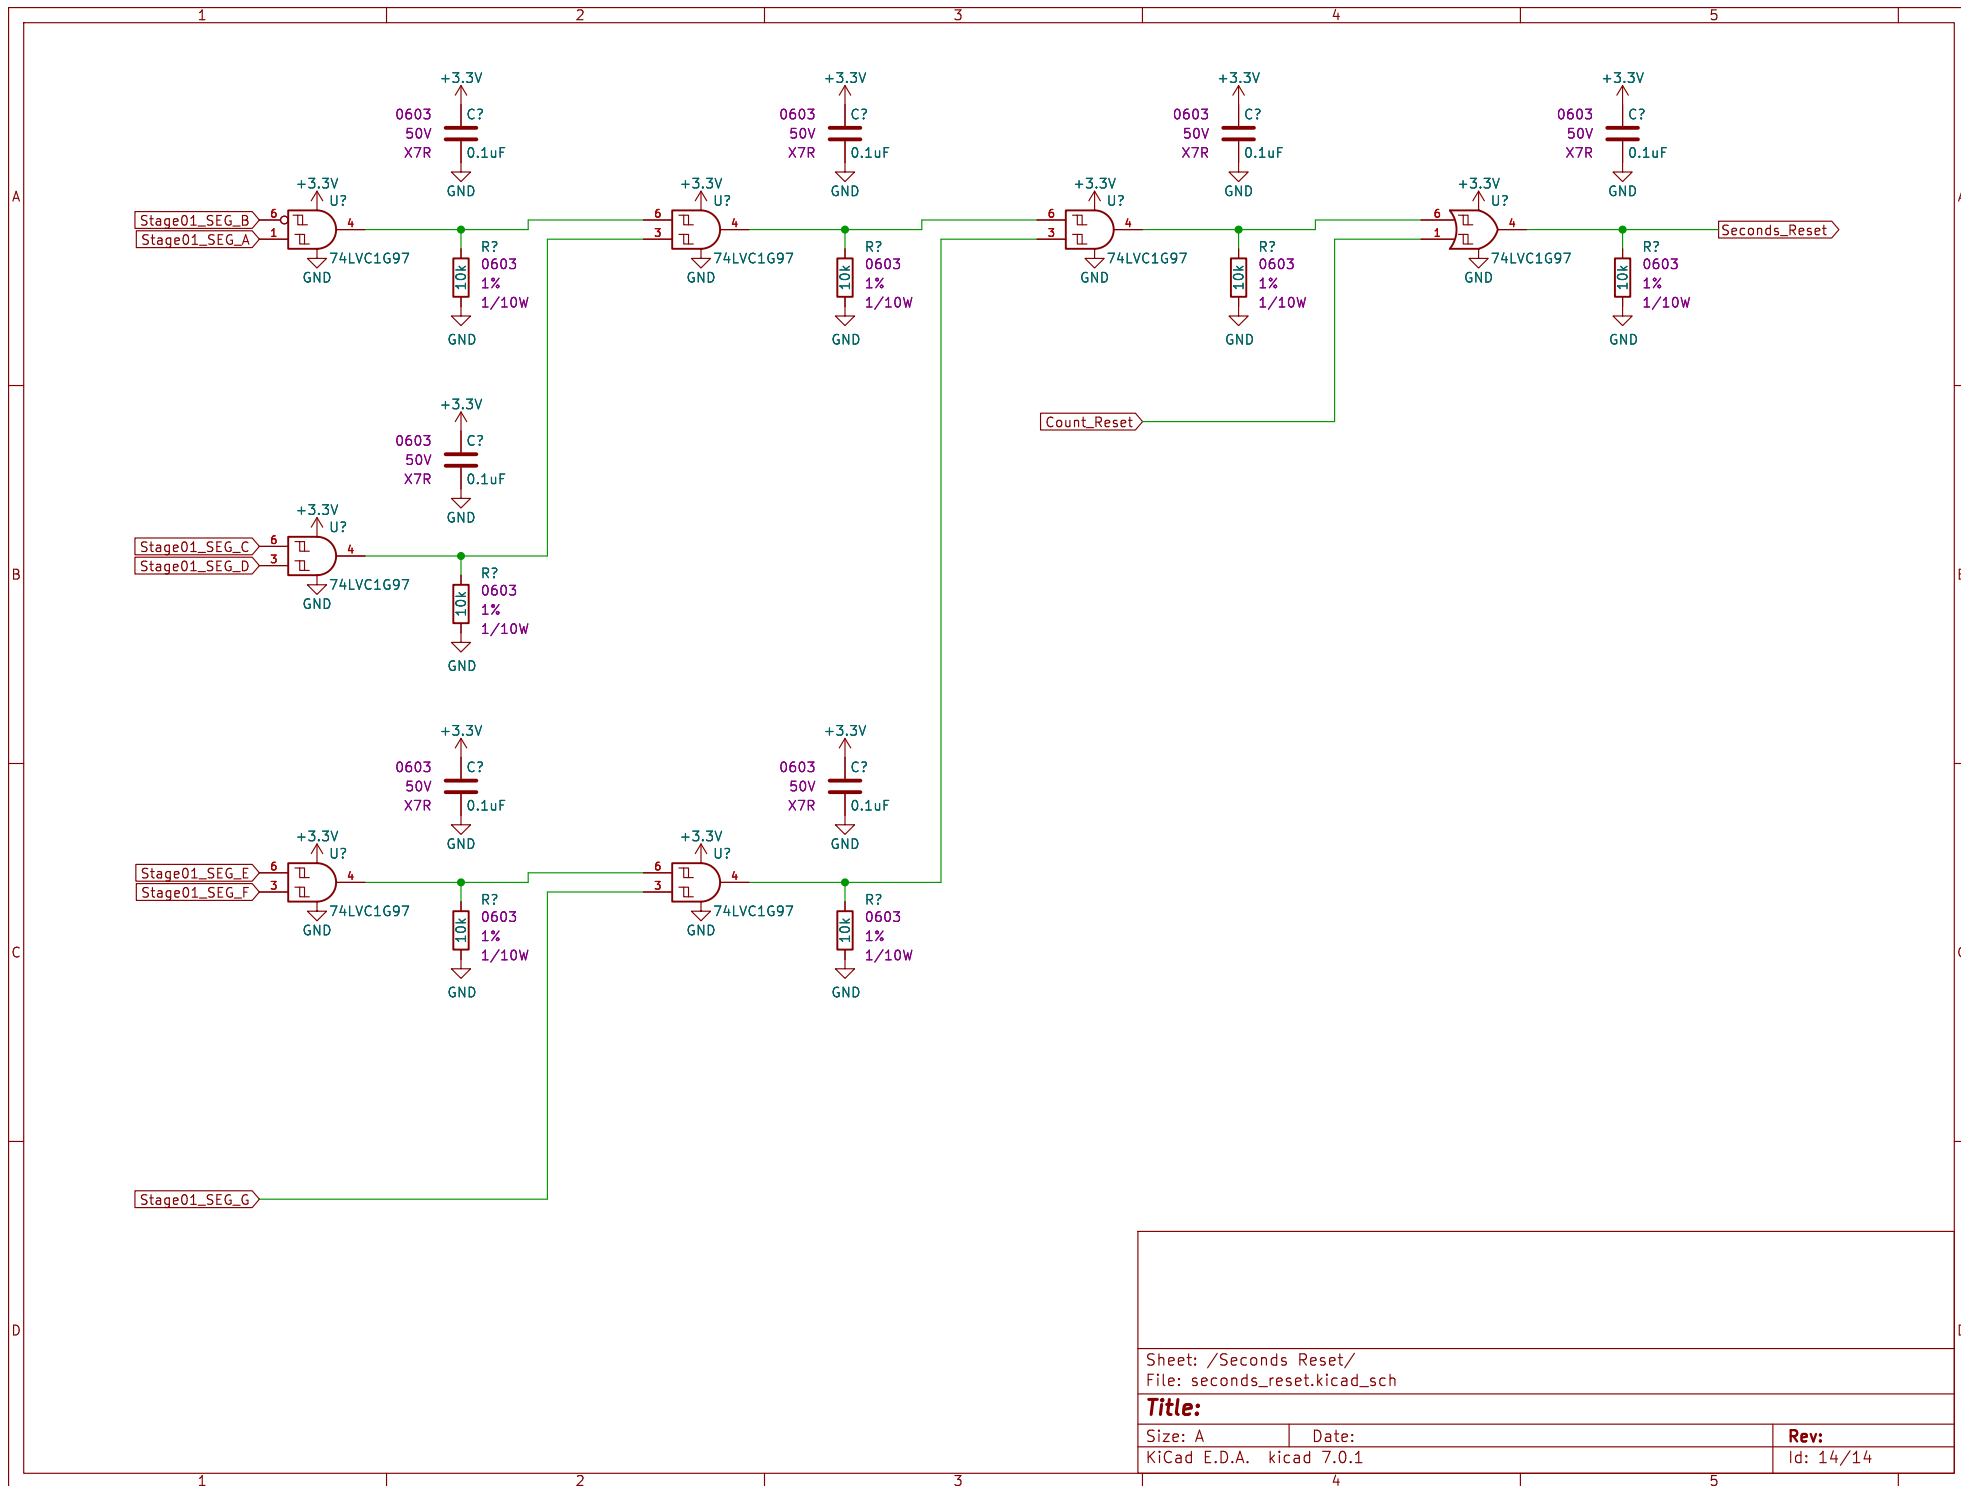 1 2 3 4 5
+3.3V +3.3V +3.3V +3.3V
0603 C? 0603 C? 0603 C? 0603 C?
50V 50V 50V 50V
X7R 0.1uF X7R 0.1uF X7R 0.1uF X7R 0.1uF
+3.3V GND +3.3V GND +3.3V GND +3.3V GND
A U? U? U? U? A
Stage01_SEG_B 6 4 6 4 6 4 6 4 Seconds_Reset
Stage01_SEG_A 1 3 3 1
R? R? R? R?
74LVC1G97 0603 74LVC1G97 0603 74LVC1G97 0603 74LVC1G97 0603
GND 10k 1% GND 10k 1% GND 10k 1% GND 10k 1%
1/10W 1/10W 1/10W 1/10W
GND GND GND GND
+3.3V
Count_Reset
0603 C?
50V
X7R 0.1uF
+3.3V GND
U?
Stage01_SEG_C 6 4
Stage01_SEG_D 3
B R?
74LVC1G97 0603
GND 10k 1%
1/10W
GND
+3.3V +3.3V
0603 C? 0603 C?
50V 50V
X7R 0.1uF X7R 0.1uF
+3.3V GND +3.3V GND
U? U?
Stage01_SEG_E 6 4 6 4
Stage01_SEG_F 3 3
R? R?
74LVC1G97 0603 74LVC1G97 0603
GND 10k 1% GND 10k 1%
C 1/10W 1/10W
GND GND
Stage01_SEG_G
D
Sheet: /Seconds Reset/
File: seconds_reset.kicad_sch
Title:
Size: A Date: Rev:
KiCad E.D.A. kicad 7.0.1 Id: 14/14
1 2 3 4 5